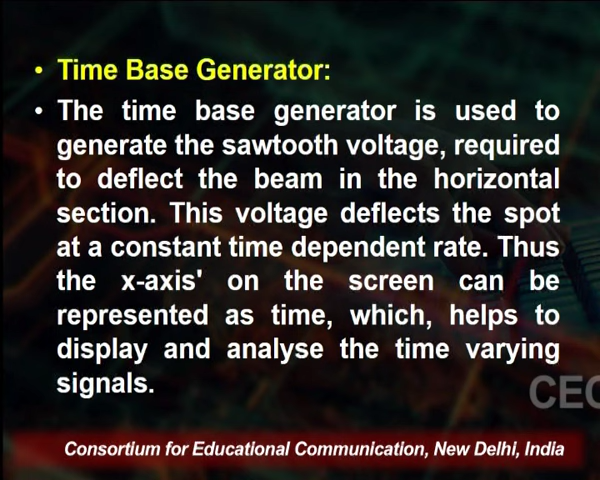 • Time Base Generator:
• The time base generator is used to
generate the sawtooth voltage, required
to deflect the beam in the horizontal
section. This voltage deflects the spot
at a constant time dependent rate. Thus
the x-axis' on the screen can be
represented as time, which, helps to
display and analyse the time varying
signals.
CEC
Consortium for Educational Communication, New Delhi, India